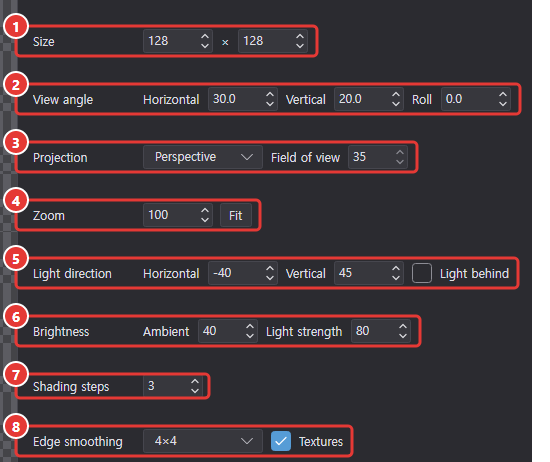 1
Size 128 × 128
2
View angle Horizontal 30.0 Vertical 20.0 Roll 0.0
3
Projection Perspective Field of view 35
4
Zoom 100 Fit
5
Light direction Horizontal -40 Vertical 45 Light behind
6
Brightness Ambient 40 Light strength 80
7
Shading steps 3
8
Edge smoothing 4×4 Textures